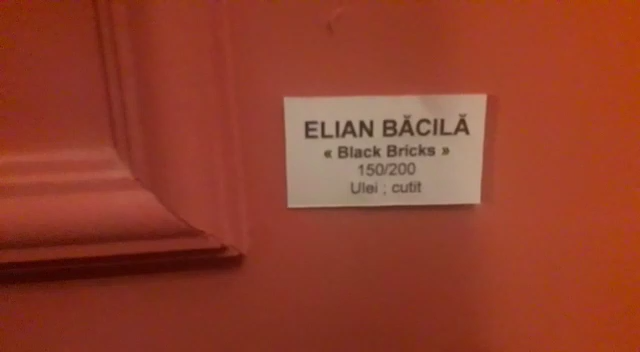 ELIAN BĂCILĂ
« Black Bricks »
150/200
Ulei ; cutit